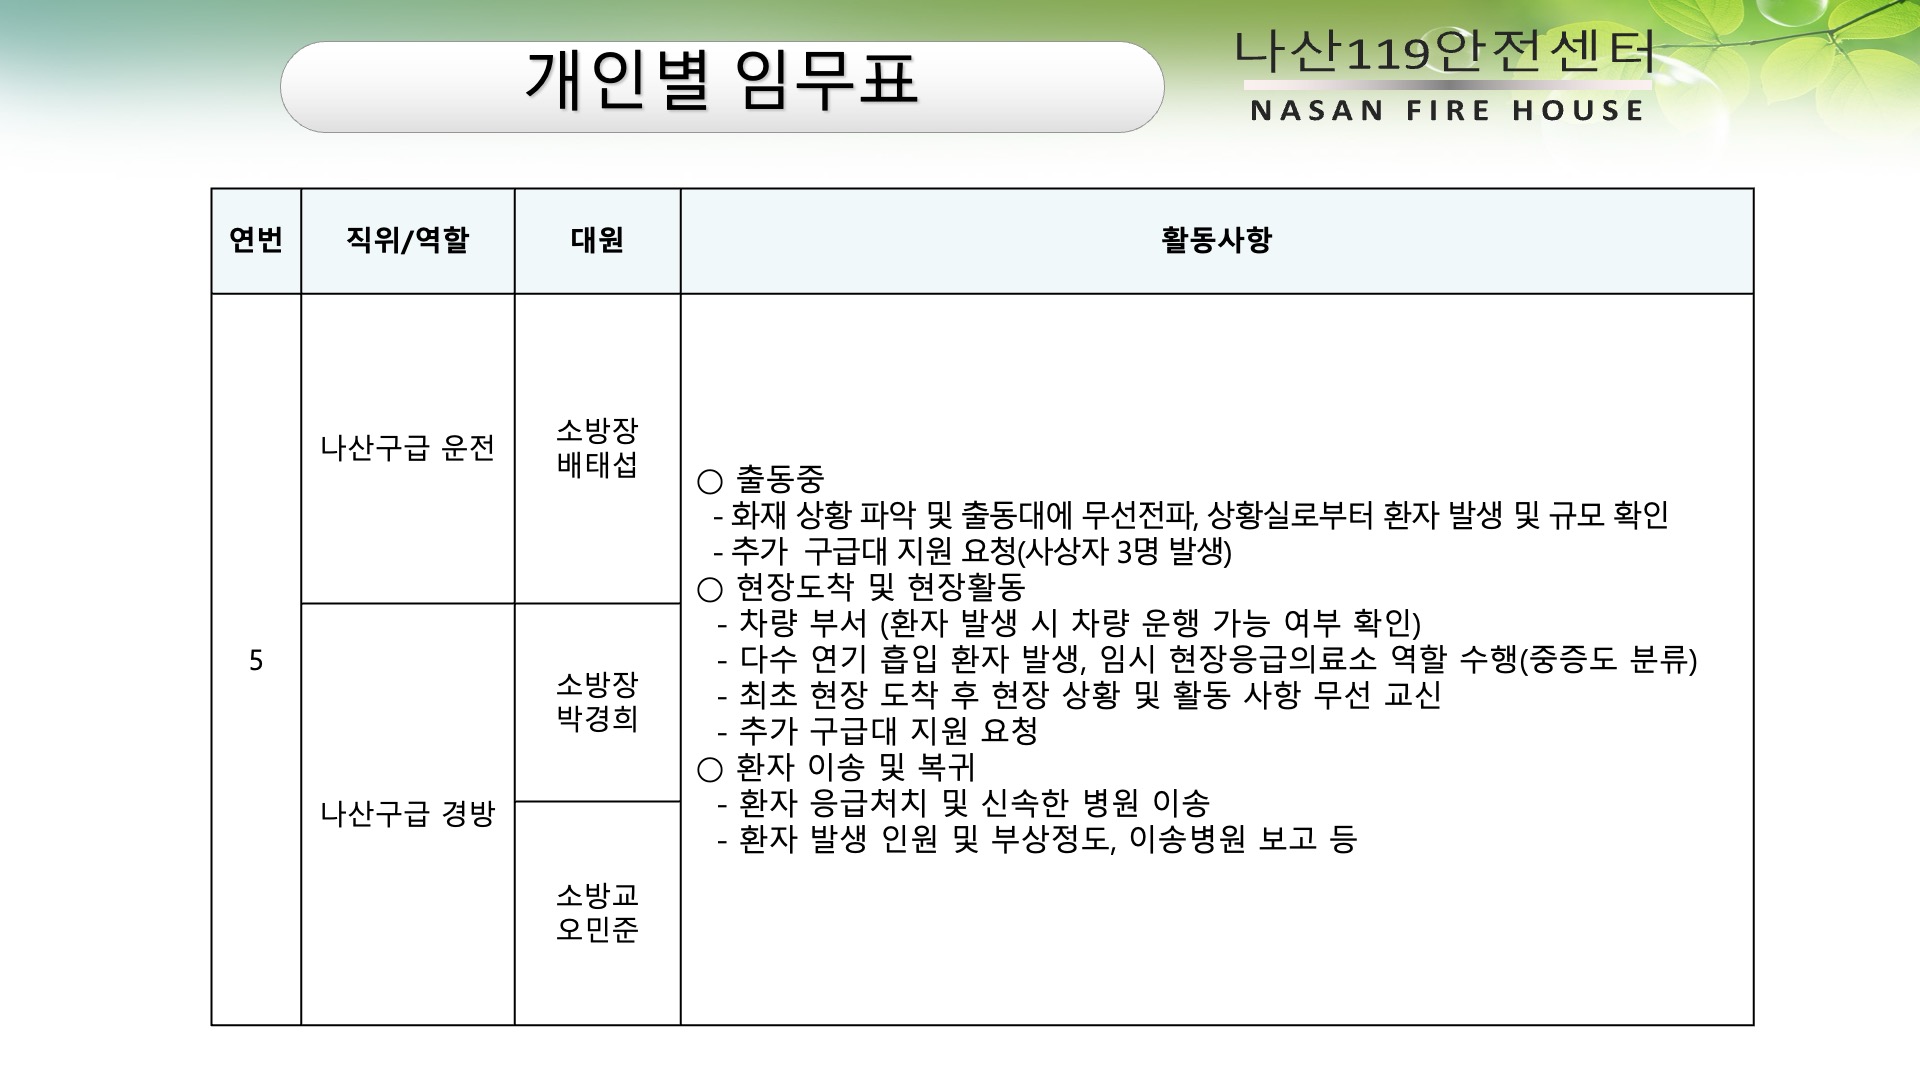 개인별 임무표
나산119안전센터
NASAN FIRE HOUSE
연번
직위/역할
대원
활동사항
5
나산구급 운전
소방장
배태섭
나산구급 경방
소방장
박경희
소방교
오민준
○ 출동중
- 화재 상황 파악 및 출동대에 무선전파, 상황실로부터 환자 발생 및 규모 확인
- 추가 구급대 지원 요청(사상자 3명 발생)
○ 현장도착 및 현장활동
- 차량 부서 (환자 발생 시 차량 운행 가능 여부 확인)
- 다수 연기 흡입 환자 발생, 임시 현장응급의료소 역할 수행(중증도 분류)
- 최초 현장 도착 후 현장 상황 및 활동 사항 무선 교신
- 추가 구급대 지원 요청
○ 환자 이송 및 복귀
- 환자 응급처치 및 신속한 병원 이송
- 환자 발생 인원 및 부상정도, 이송병원 보고 등